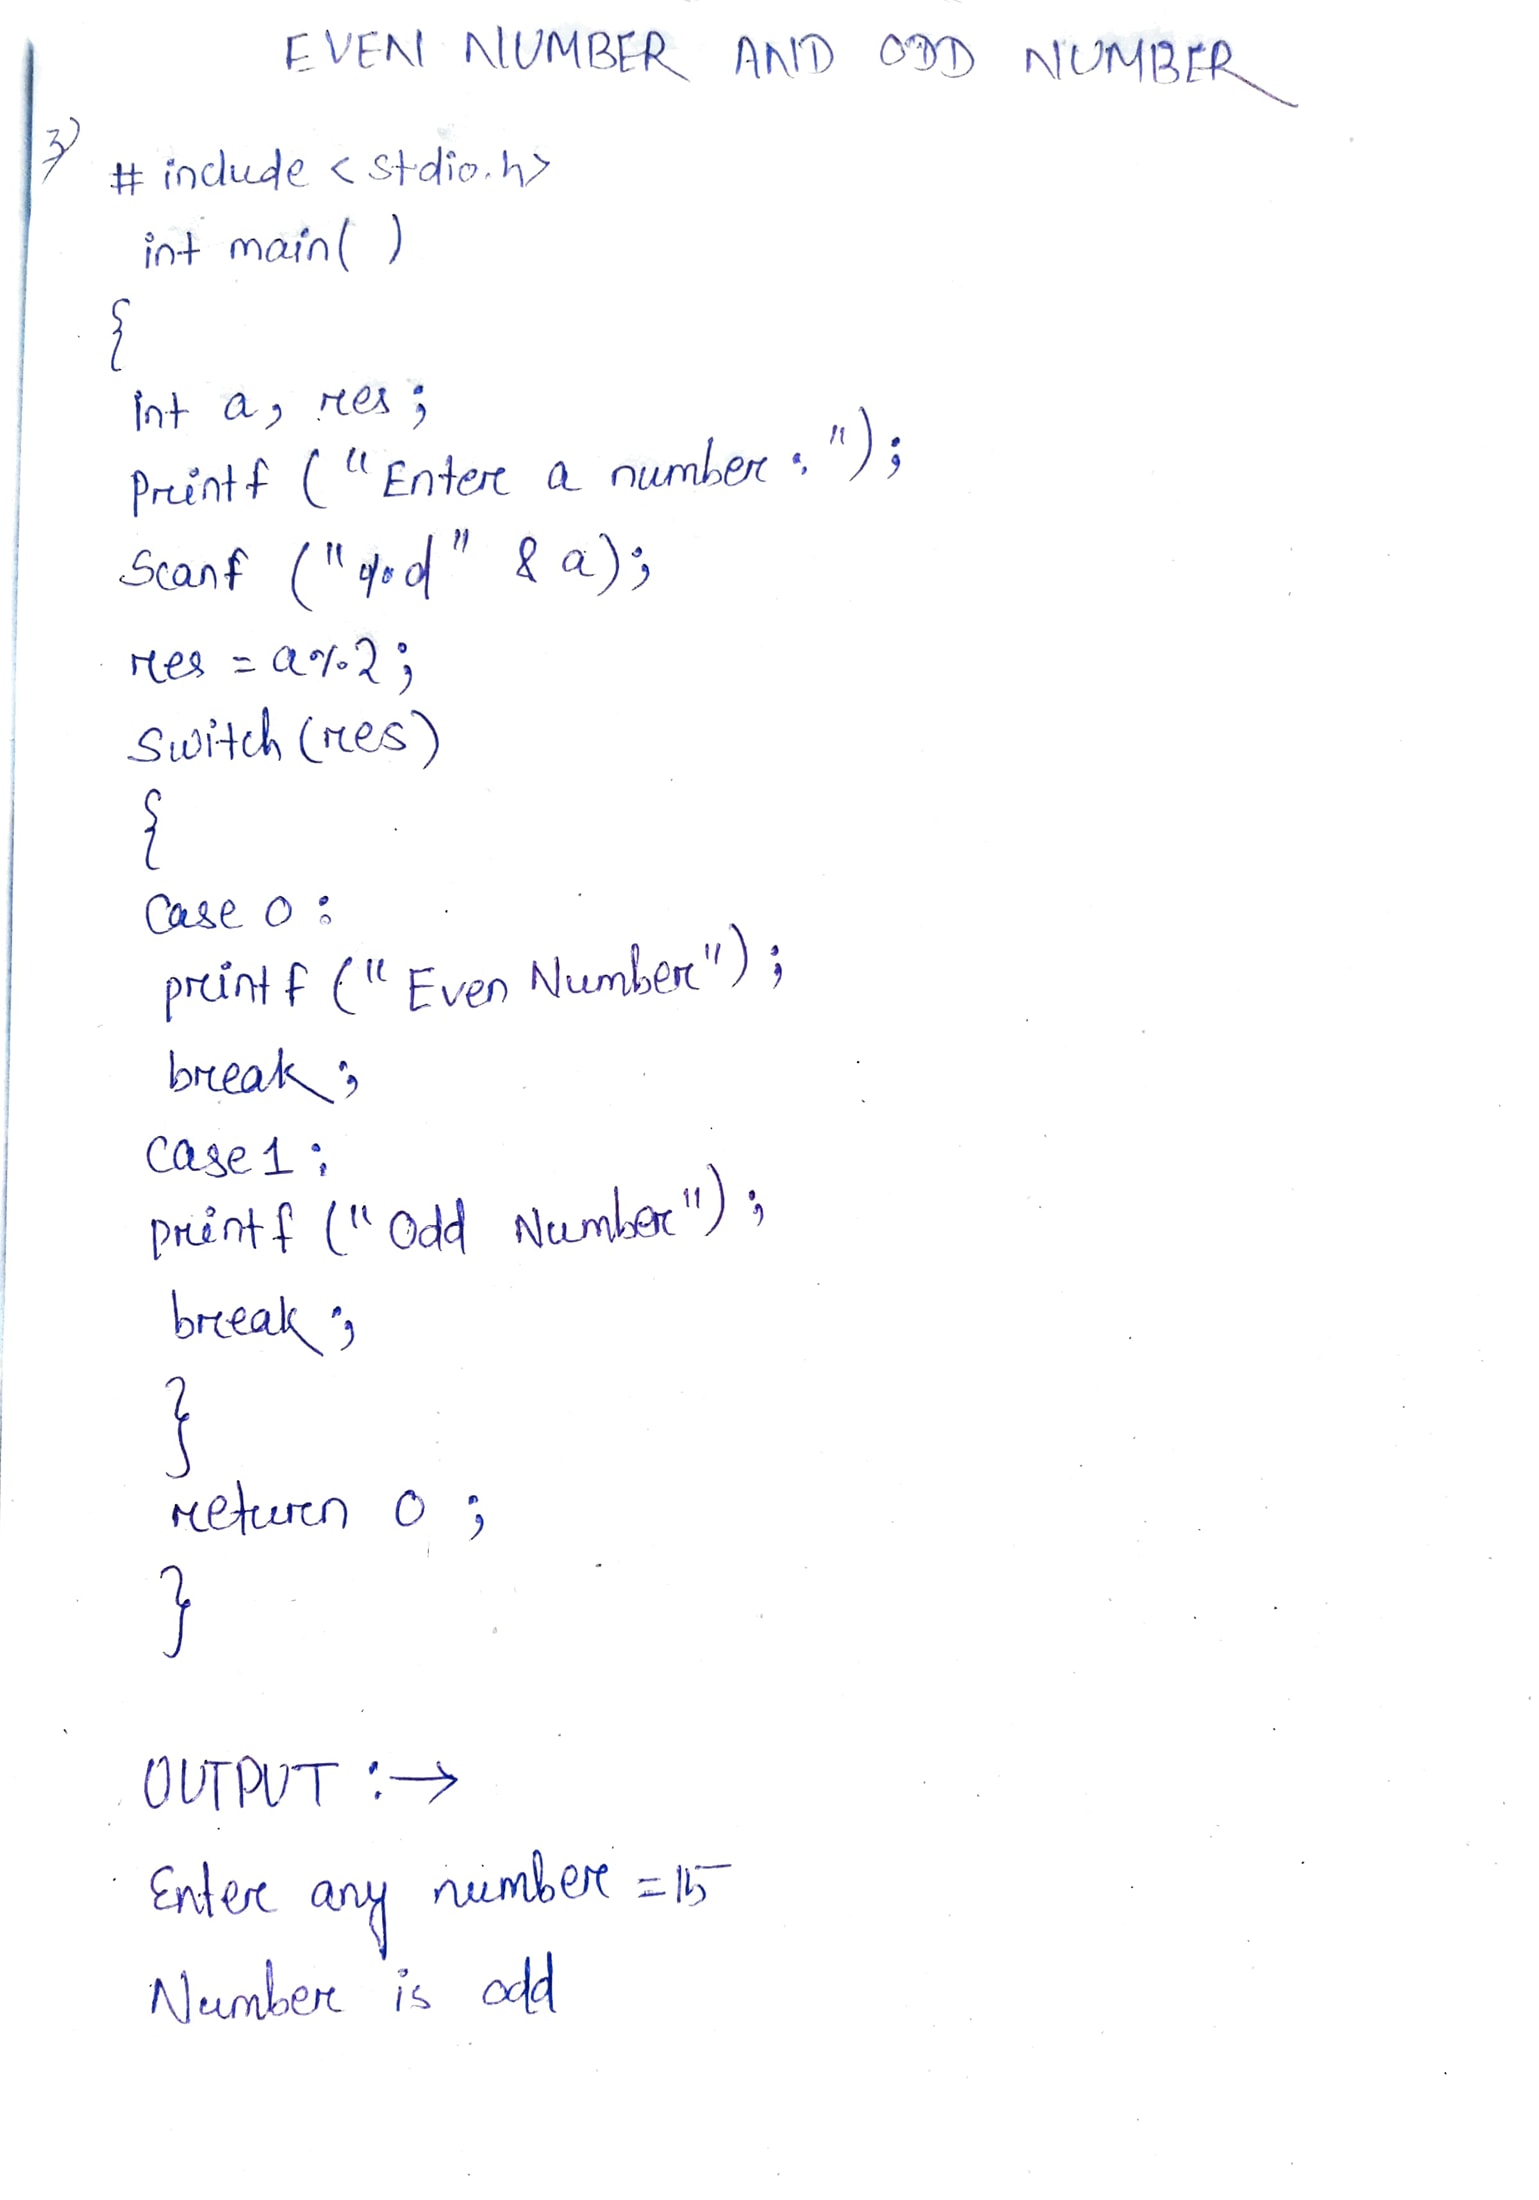 EVEN NUMBER AND ODD NUMBER
3)
# include < stdio.h>
int main( )
{
int a, res;
Printf ("Enter a number : ");
Scanf ("%d" & a);
res = a%2;
Switch (res)
{
Case 0 :
printf ("Even Number");
break;
Case 1 :
printf ("Odd Number");
break;
}
return 0 ;
}
OUTPUT :→
Enter any number = 15
Number is odd